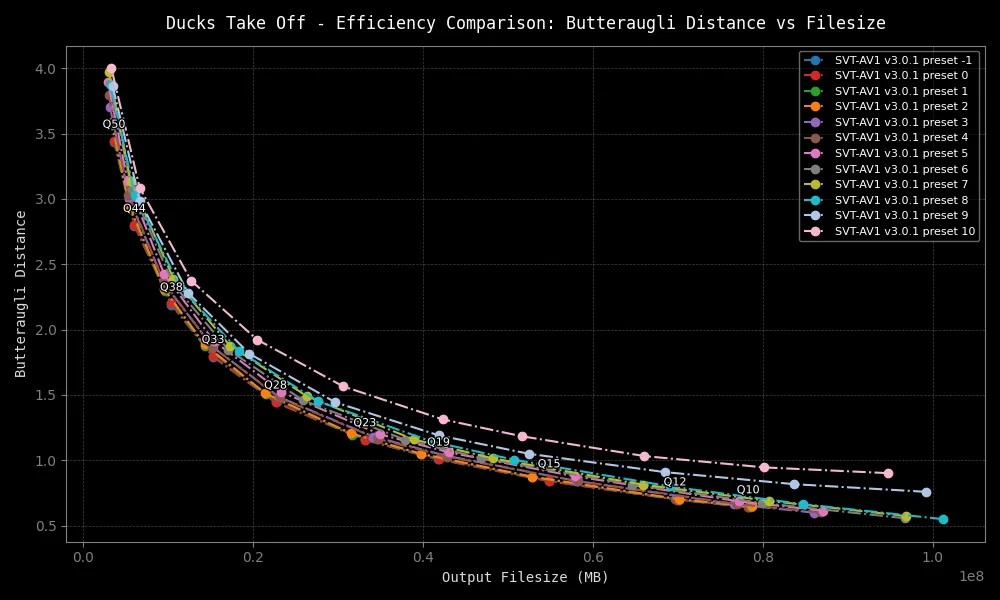 Ducks Take Off - Efficiency Comparison: Butteraugli Distance vs Filesize
SVT-AV1 v3.0.1 preset -1
SVT-AV1 v3.0.1 preset 0
SVT-AV1 v3.0.1 preset 1
SVT-AV1 v3.0.1 preset 2
SVT-AV1 v3.0.1 preset 3
SVT-AV1 v3.0.1 preset 4
SVT-AV1 v3.0.1 preset 5
SVT-AV1 v3.0.1 preset 6
SVT-AV1 v3.0.1 preset 7
SVT-AV1 v3.0.1 preset 8
SVT-AV1 v3.0.1 preset 9
SVT-AV1 v3.0.1 preset 10
Butteraugli Distance
4.0
3.5
3.0
2.5
2.0
1.5
1.0
0.5
Q50
Q44
Q38
Q33
Q28
Q23
Q19
Q15
Q12
Q10
0.0
0.2
0.4
0.6
0.8
1.0
1e8
Output Filesize (MB)